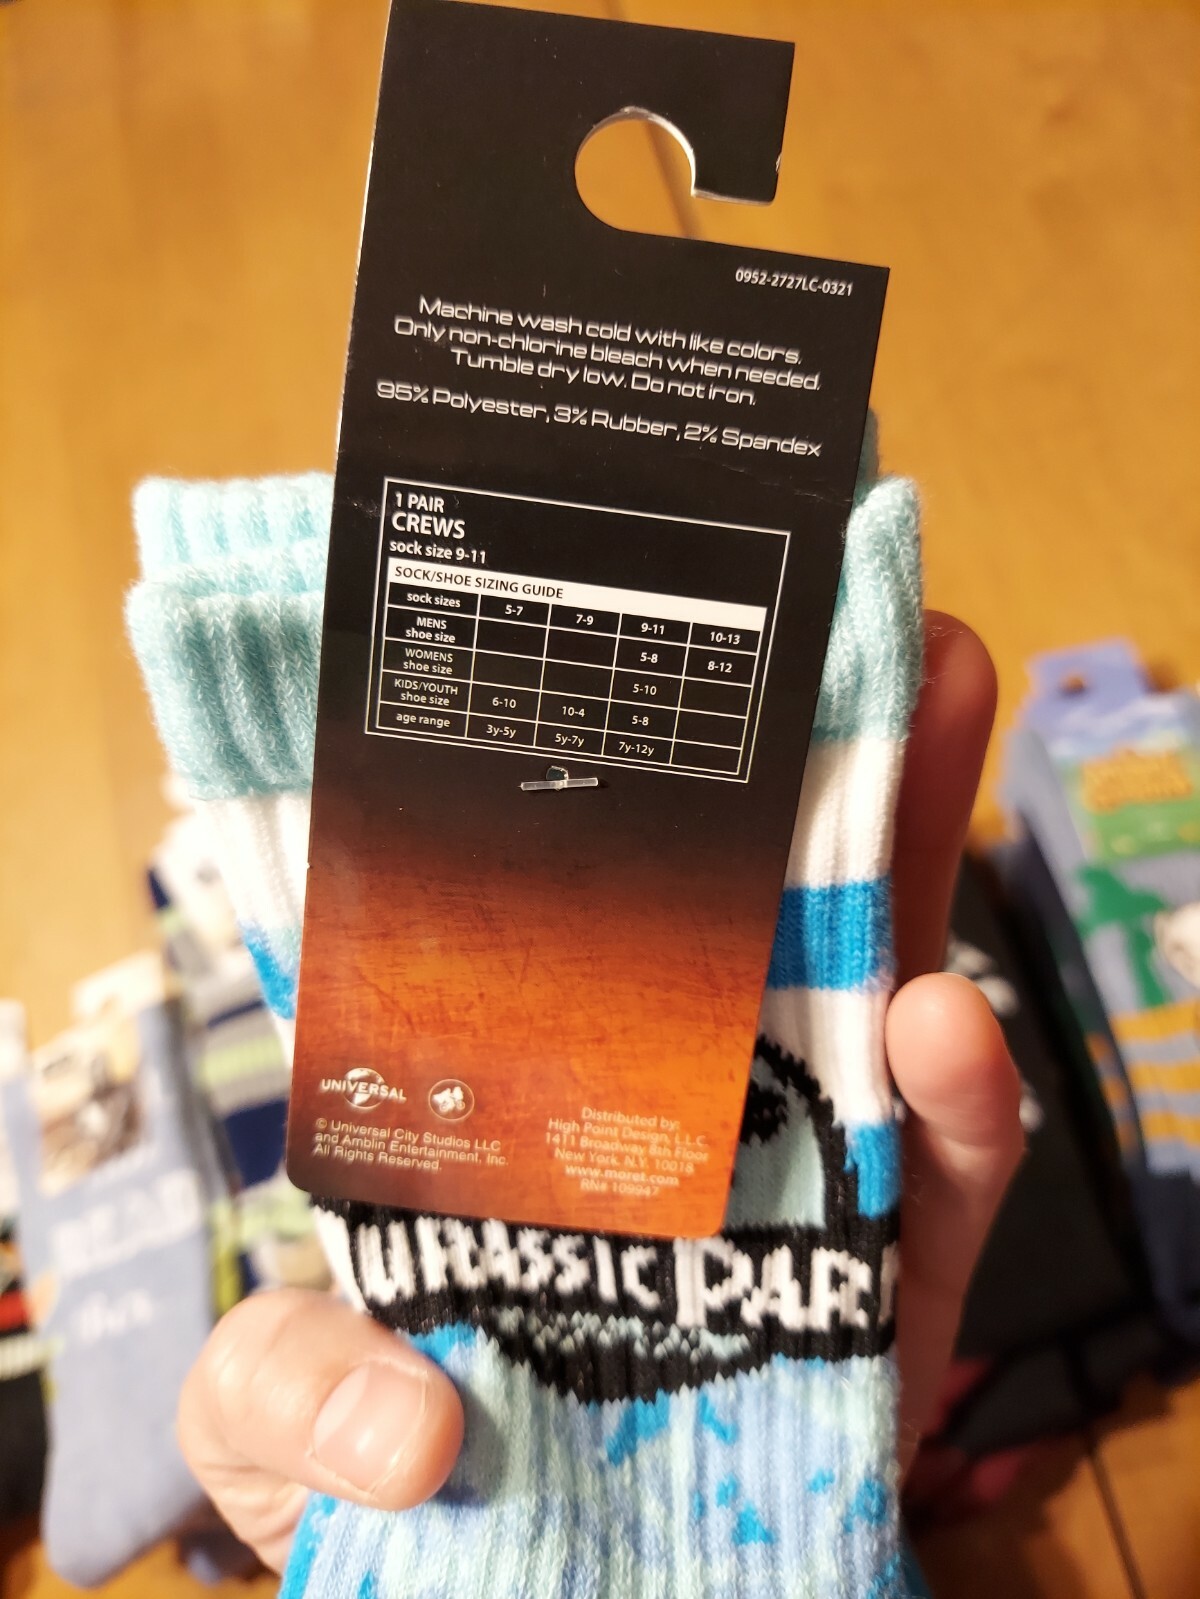 0952-2727LC-0321
Machine wash cold with like colors.
Only non-chlorine bleach when needed.
Tumble dry low. Do not iron.
95% Polyester, 3% Rubber, 2% Spandex
1 PAIR
CREWS
sock size 9-11
SOCK/SHOE SIZING GUIDE
sock sizes 5-7 7-9 9-11 10-13
MENS
shoe size 5-8 8-12
WOMENS
shoe size 5-10
KIDS/YOUTH
shoe size 6-10 10-4 5-8
age range 3y-5y 5y-7y 7y-12y
UNIVERSAL
© Universal City Studios LLC
and Amblin Entertainment, Inc.
All Rights Reserved.
Distributed by:
High Point Design, L.L.C.
1411 Broadway 8th Floor
New York, N.Y. 10018
www.moret.com
RN# 109947
JURASSIC PARK